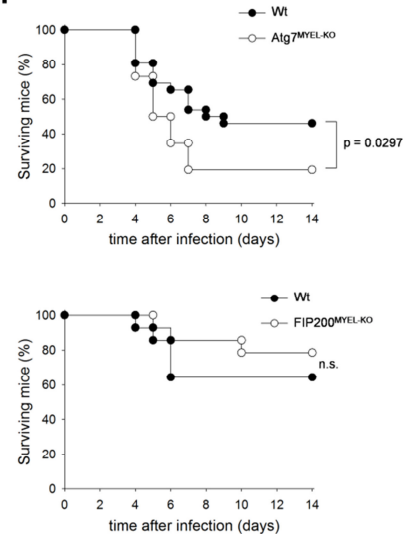 Wt
Atg7MYEL-KO
100
80
60
40
20
0
Surviving mice (%)
p = 0.0297
0 2 4 6 8 10 12 14
time after infection (days)
Wt
FIP200MYEL-KO
100
80
60
40
20
0
Surviving mice (%)
n.s.
0 2 4 6 8 10 12 14
time after infection (days)